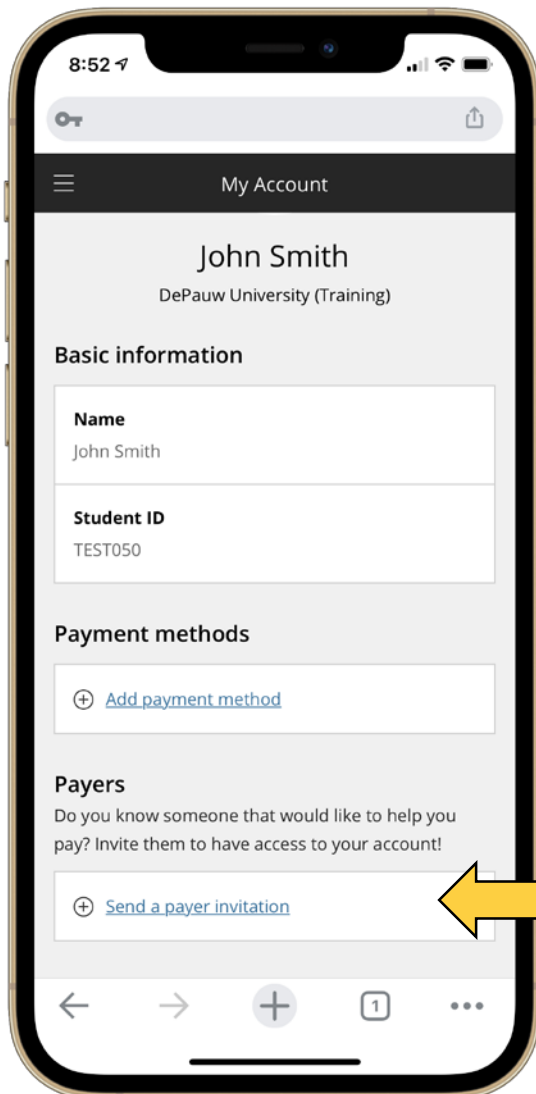 8:52
My Account
John Smith
DePauw University (Training)
Basic information
Name
John Smith
Student ID
TEST050
Payment methods
Add payment method
Payers
Do you know someone that would like to help you
pay? Invite them to have access to your account!
Send a payer invitation
1